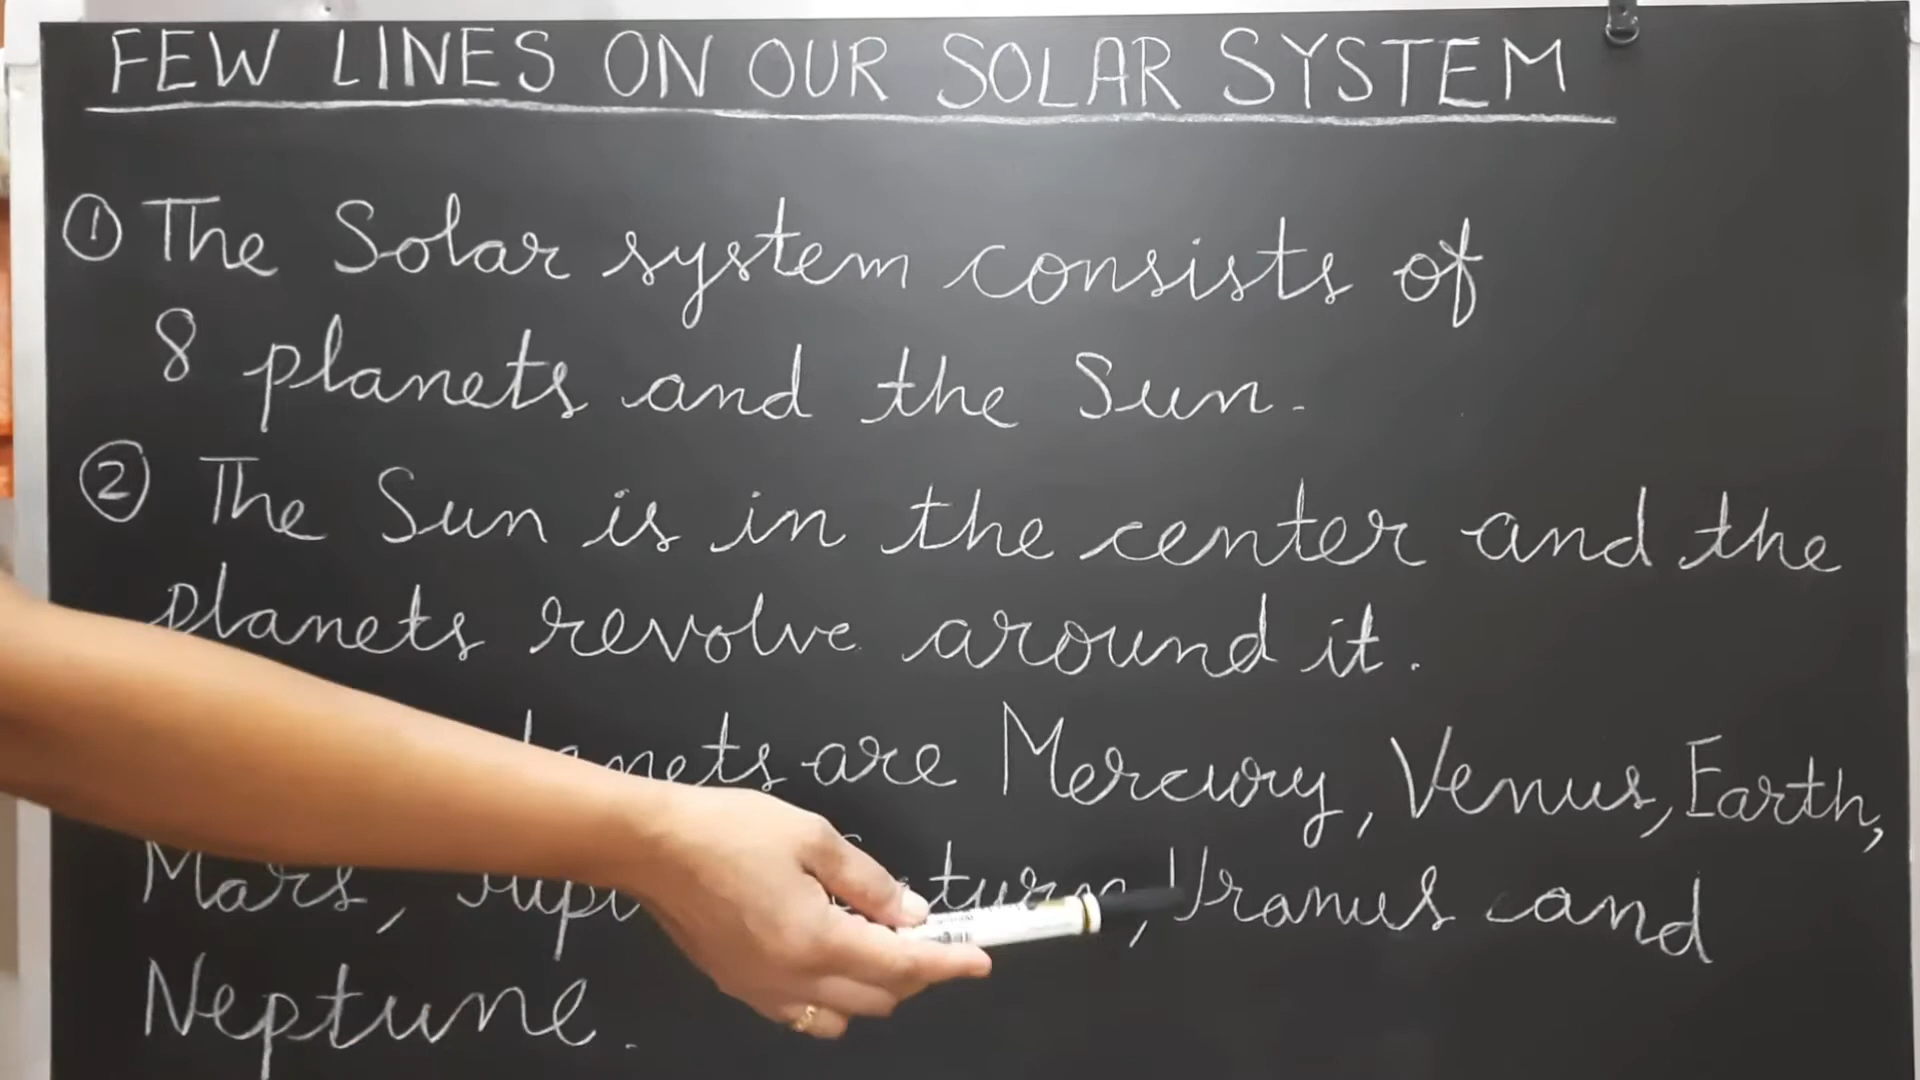 FEW LINES ON OUR SOLAR SYSTEM
① The Solar system consists of
8 planets and the Sun.
② The Sun is in the center and the
planets revolve around it.
are Mercury, Venus, Earth,
Mars, Uranus and
Neptune.